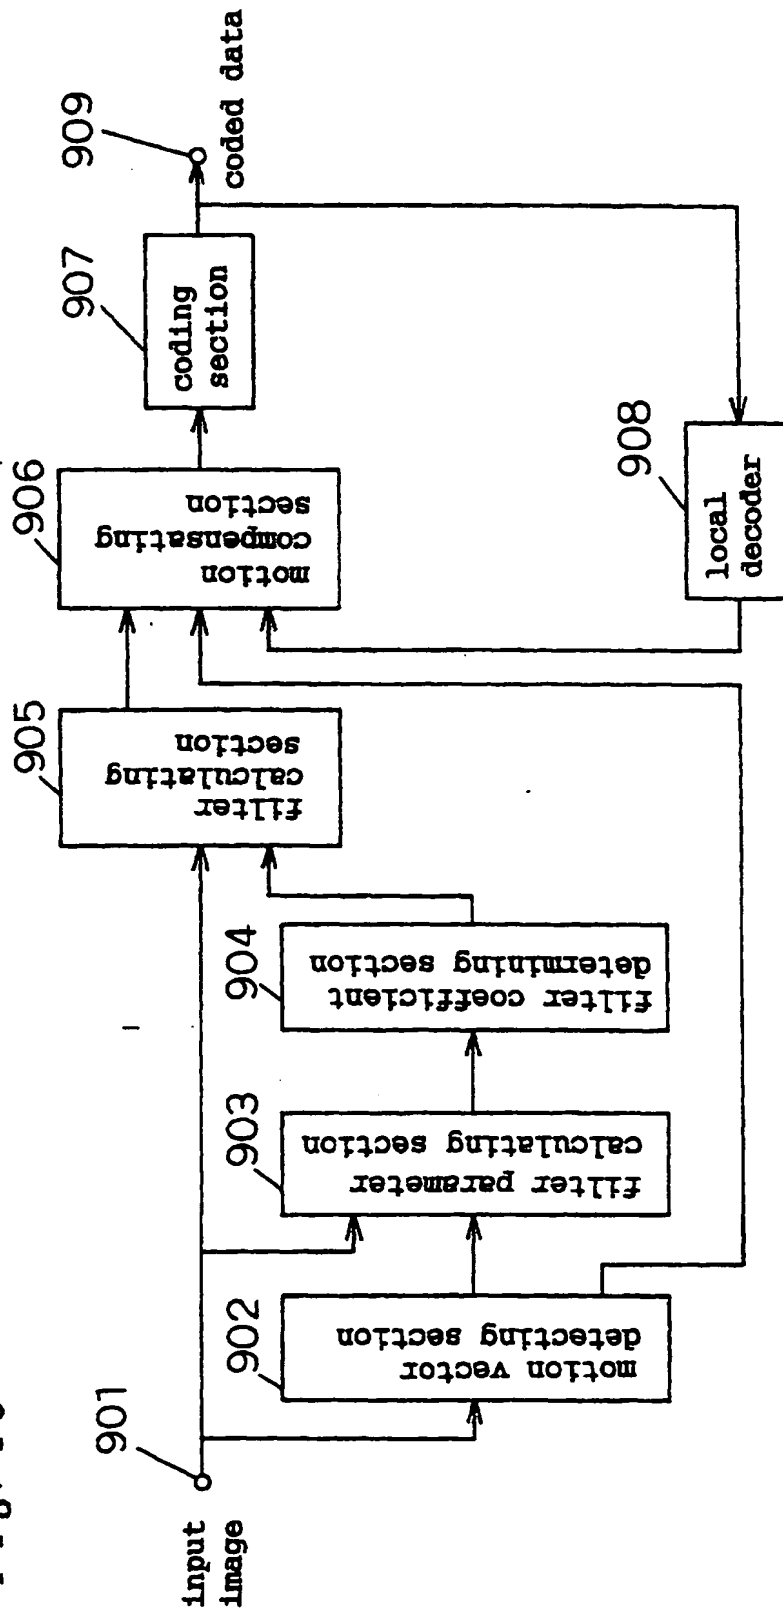 Fig.
901
input
image
902
motion vector
detecting section
903
filter parameter
calculating section
904
filter coefficient
determining section
905
filter
calculating
section
906
motion
compensating
section
907
coding
section
908
local
decoder
909
coded data